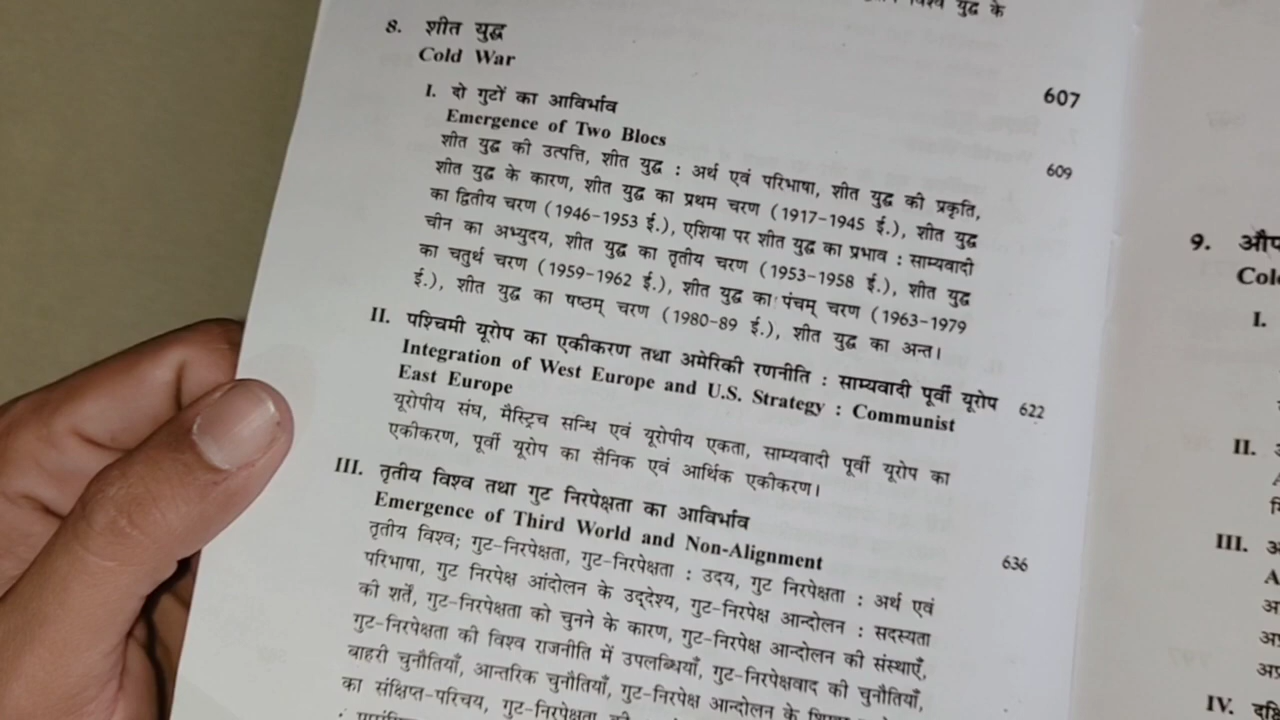 विश्व युद्ध के
8. शीत युद्ध 607
Cold War
I. दो गुटों का आविर्भाव 609
Emergence of Two Blocs
शीत युद्ध की उत्पत्ति, शीत युद्ध : अर्थ एवं परिभाषा, शीत युद्ध की प्रकृति,
शीत युद्ध के कारण, शीत युद्ध का प्रथम चरण (1917-1945 ई.), शीत युद्ध
का द्वितीय चरण (1946-1953 ई.), एशिया पर शीत युद्ध का प्रभाव : साम्यवादी
चीन का अभ्युदय, शीत युद्ध का तृतीय चरण (1953-1958 ई.), शीत युद्ध
का चतुर्थ चरण (1959-1962 ई.), शीत युद्ध का पंचम् चरण (1963-1979
ई.), शीत युद्ध का षष्ठम् चरण (1980-89 ई.), शीत युद्ध का अन्त।
II. पश्चिमी यूरोप का एकीकरण तथा अमेरिकी रणनीति : साम्यवादी पूर्वी यूरोप 622
Integration of West Europe and U.S. Strategy : Communist
East Europe
यूरोपीय संघ, मैस्ट्रिच सन्धि एवं यूरोपीय एकता, साम्यवादी पूर्वी यूरोप का
एकीकरण, पूर्वी यूरोप का सैनिक एवं आर्थिक एकीकरण।
III. तृतीय विश्व तथा गुट निरपेक्षता का आविर्भाव 636
Emergence of Third World and Non-Alignment
तृतीय विश्व; गुट-निरपेक्षता, गुट-निरपेक्षता : उदय, गुट निरपेक्षता : अर्थ एवं
परिभाषा, गुट निरपेक्ष आंदोलन के उद्देश्य, गुट-निरपेक्ष आन्दोलन : सदस्यता
की शर्तें, गुट-निरपेक्षता को चुनने के कारण, गुट-निरपेक्ष आन्दोलन की संस्थाएँ,
गुट-निरपेक्षता की विश्व राजनीति में उपलब्धियाँ, गुट-निरपेक्षवाद की चुनौतियाँ,
बाहरी चुनौतियाँ, आन्तरिक चुनौतियाँ, गुट-निरपेक्ष आन्दोलन के
का संक्षिप्त-परिचय, गुट-निरपेक्षता की
9.
I.
II.
III.
IV.